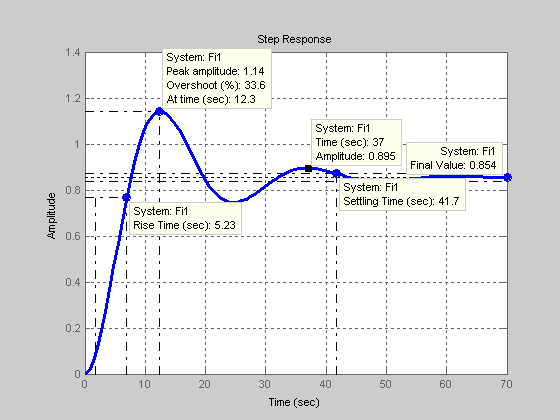 Step Response
System: Fi1
Peak amplitude: 1.14
Overshoot (%): 33.6
At time (sec): 12.3
System: Fi1
Time (sec): 37
Amplitude: 0.895
System: Fi1
Final Value: 0.854
System: Fi1
Settling Time (sec): 41.7
System: Fi1
Rise Time (sec): 5.23
Amplitude
1.4
1.2
1
0.8
0.6
0.4
0.2
0
0
10
20
30
40
50
60
70
Time (sec)